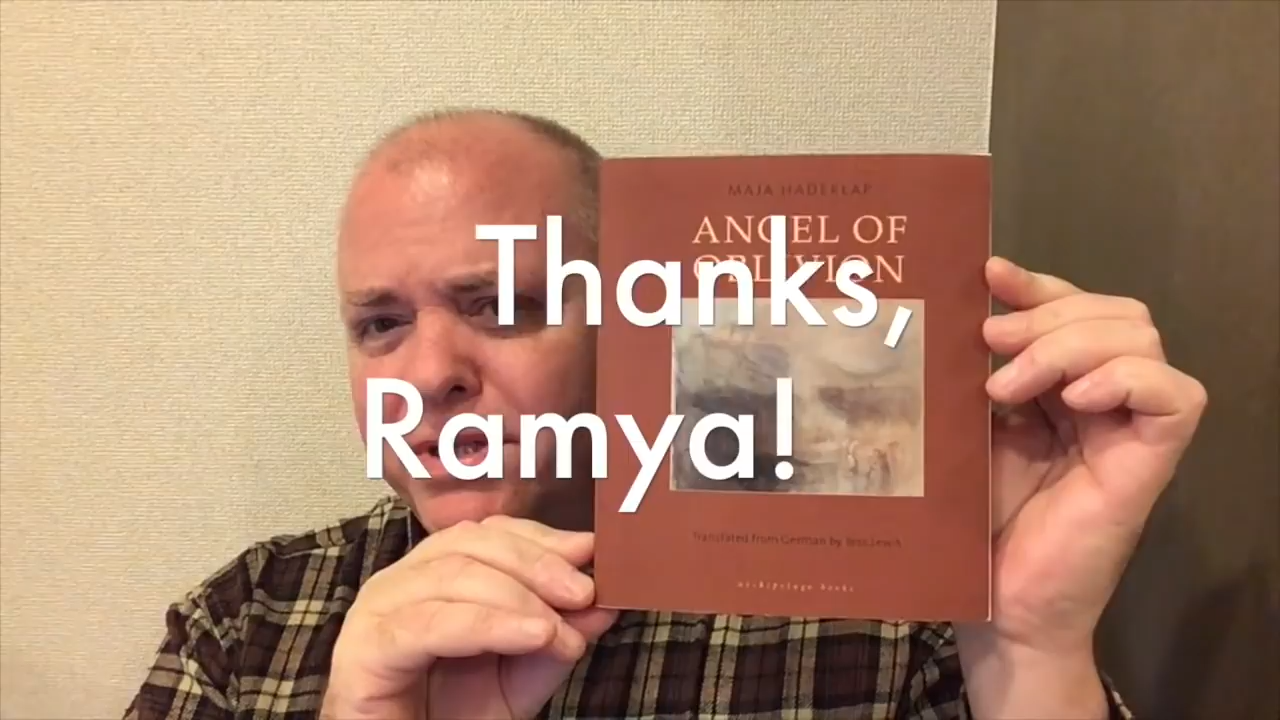 MAJA HADERLAP
ANGEL OF
OBLIVION
Thanks,
Ramya!
Translated from German by Tess Lewis
archipelago books